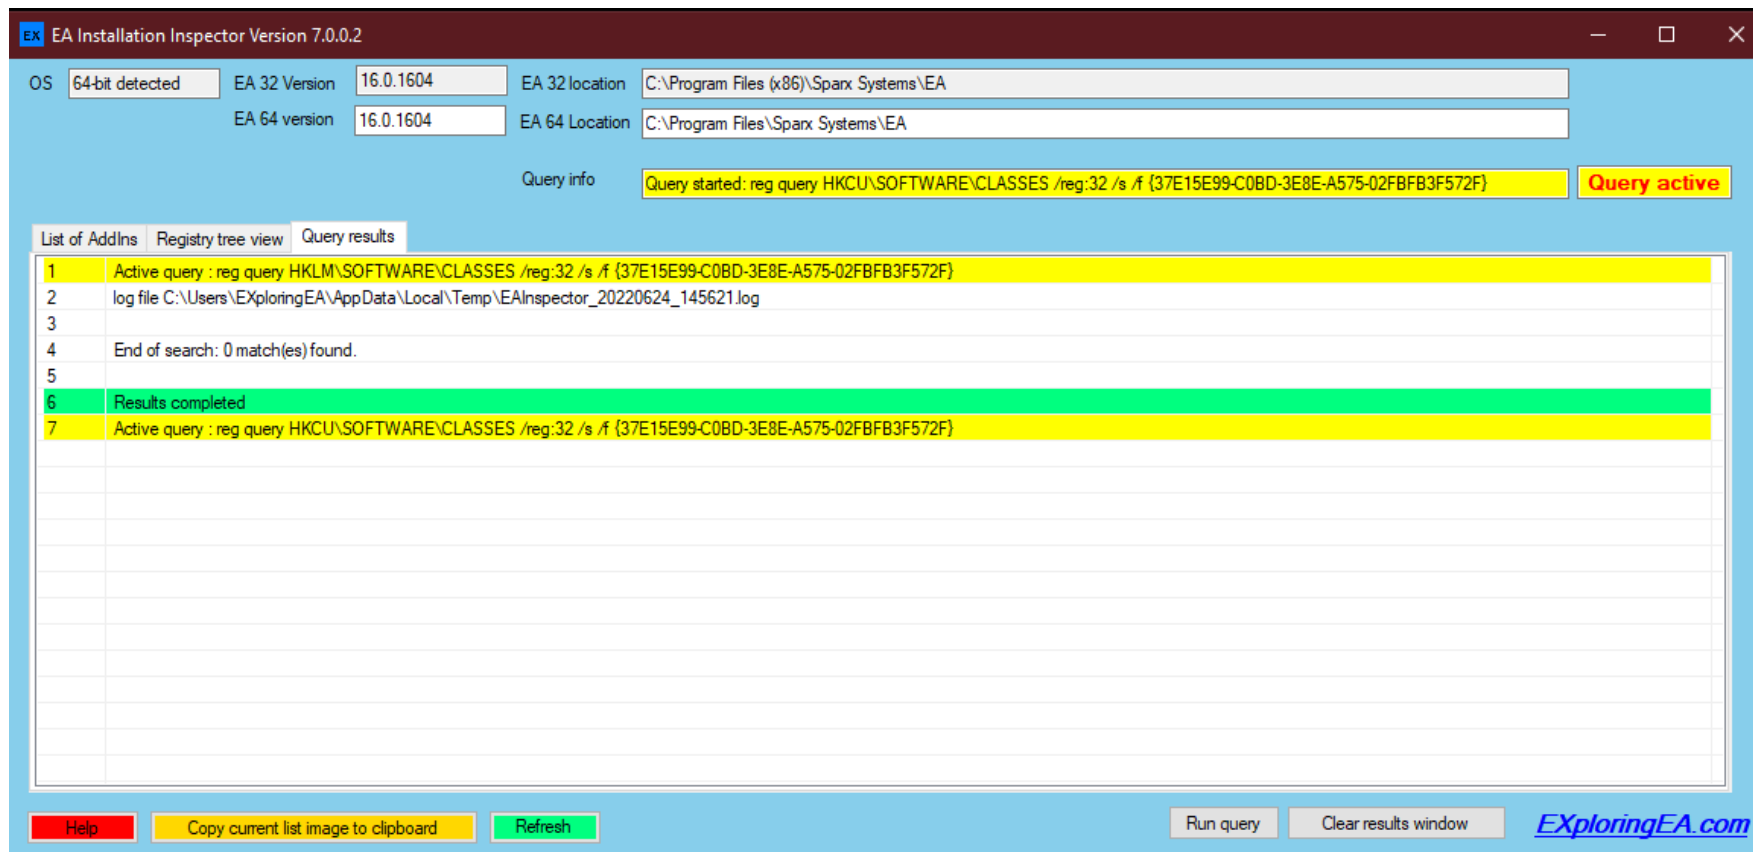 EX EA Installation Inspector Version 7.0.0.2
OS 64-bit detected EA 32 Version 16.0.1604 EA 32 location C:\Program Files (x86)\Sparx Systems\EA
EA 64 version 16.0.1604 EA 64 Location C:\Program Files\Sparx Systems\EA
Query info Query started: reg query HKCU\SOFTWARE\CLASSES /reg:32 /s /f {37E15E99-C0BD-3E8E-A575-02FBFB3F572F} Query active
List of AddIns Registry tree view Query results
1 Active query : reg query HKLM\SOFTWARE\CLASSES /reg:32 /s /f {37E15E99-C0BD-3E8E-A575-02FBFB3F572F}
2 log file C:\Users\EXploringEA\AppData\Local\Temp\EAInspector_20220624_145621.log
3
4 End of search: 0 match(es) found.
5
6 Results completed
7 Active query : reg query HKCU\SOFTWARE\CLASSES /reg:32 /s /f {37E15E99-C0BD-3E8E-A575-02FBFB3F572F}
Help Copy current list image to clipboard Refresh Run query Clear results window EXploringEA.com